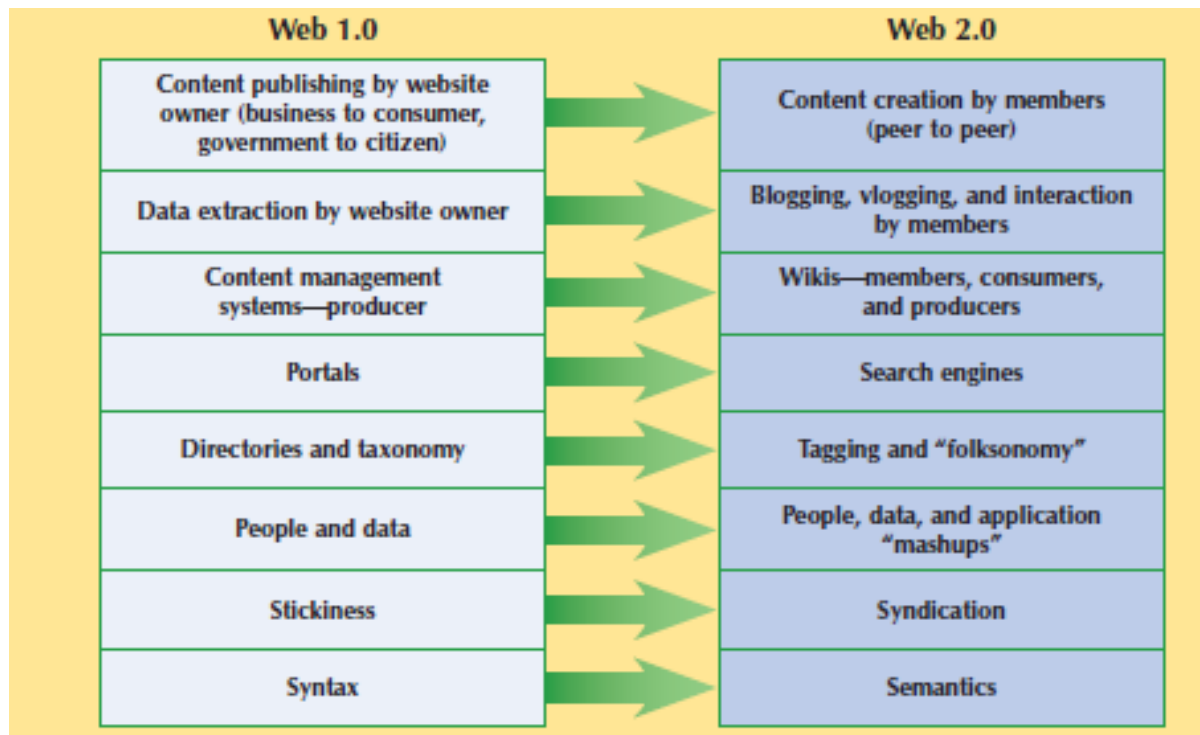 Web 1.0
Web 2.0
Content publishing by website
owner (business to consumer,
government to citizen)
Content creation by members
(peer to peer)
Data extraction by website owner
Blogging, vlogging, and interaction
by members
Content management
systems—producer
Wikis—members, consumers,
and producers
Portals
Search engines
Directories and taxonomy
Tagging and “folksonomy”
People and data
People, data, and application
“mashups”
Stickiness
Syndication
Syntax
Semantics